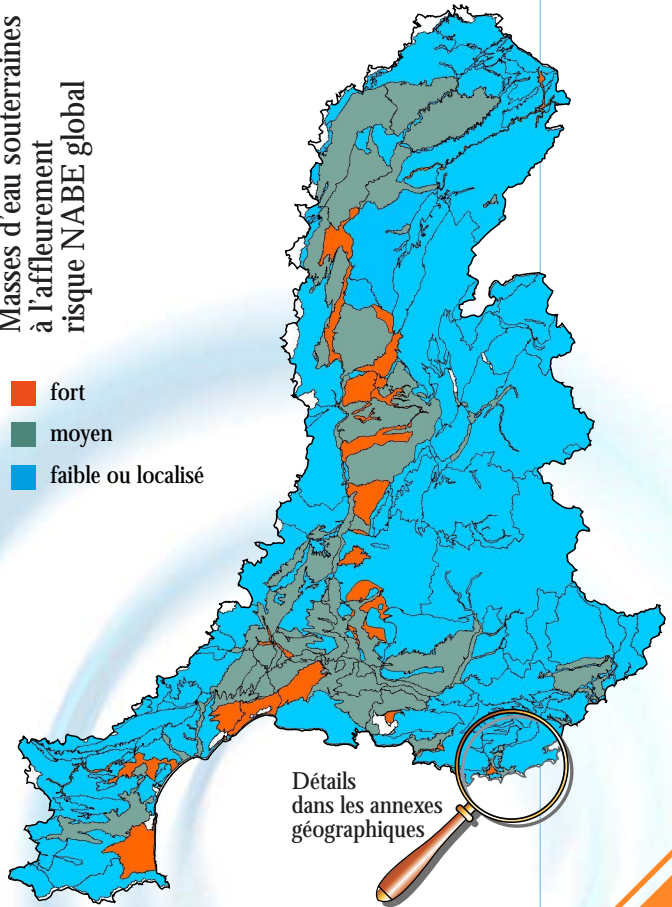 Masses d'eau souterraines
à l'affleurement
risque NABE global
fort
moyen
faible ou localisé
Détails
dans les annexes
géographiques